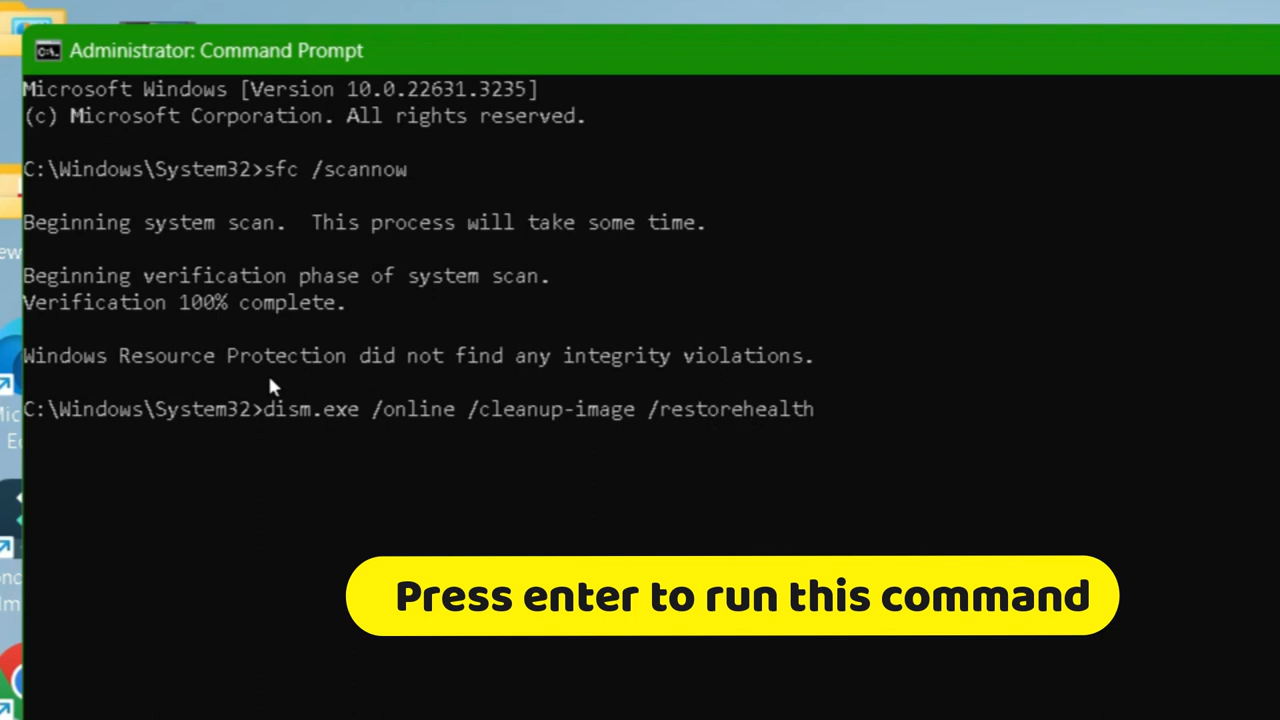 Administrator: Command Prompt
Microsoft Windows [Version 10.0.22631.3235]
(c) Microsoft Corporation. All rights reserved.
C:\Windows\System32>sfc /scannow
Beginning system scan.  This process will take some time.
Beginning verification phase of system scan.
Verification 100% complete.
Windows Resource Protection did not find any integrity violations.
C:\Windows\System32>dism.exe /online /cleanup-image /restorehealth
Press enter to run this command